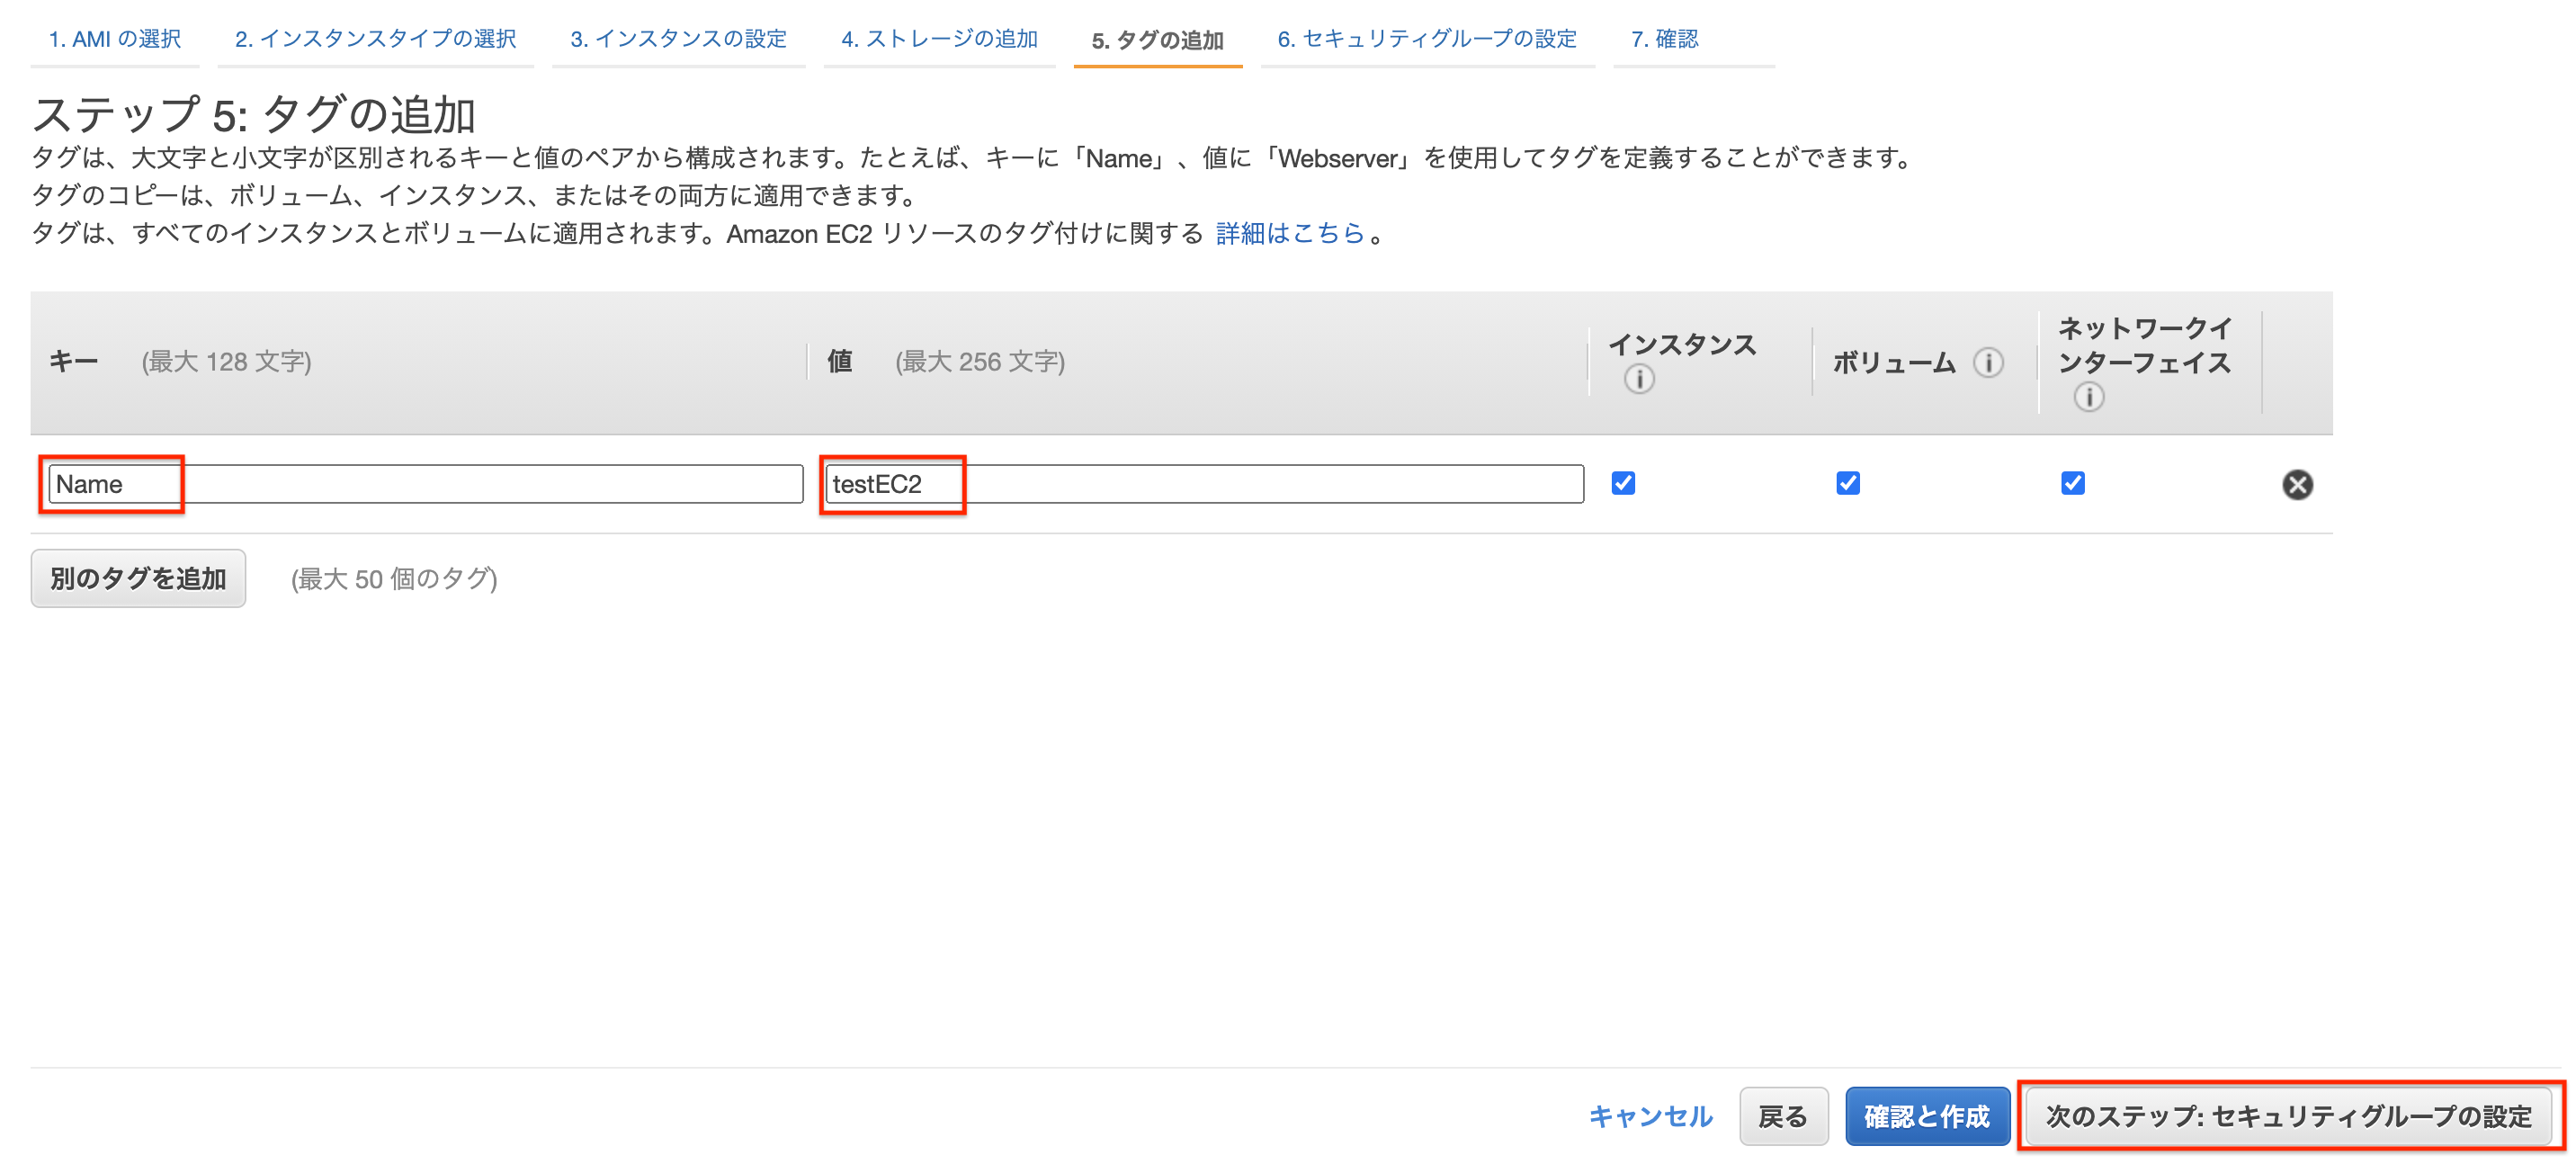 1. AMI の選択
2. インスタンスタイプの選択
3. インスタンスの設定
4. ストレージの追加
5. タグの追加
6. セキュリティグループの設定
7. 確認
ステップ 5: タグの追加
タグは、大文字と小文字が区別されるキーと値のペアから構成されます。たとえば、キーに「Name」、値に「Webserver」を使用してタグを定義することができます。
タグのコピーは、ボリューム、インスタンス、またはその両方に適用できます。
タグは、すべてのインスタンスとボリュームに適用されます。Amazon EC2 リソースのタグ付けに関する 詳細はこちら 。
キー (最大 128 文字)
値 (最大 256 文字)
インスタンス
ボリューム
ネットワークイ
ンターフェイス
Name
testEC2
別のタグを追加
(最大 50 個のタグ)
キャンセル
戻る
確認と作成
次のステップ: セキュリティグループの設定